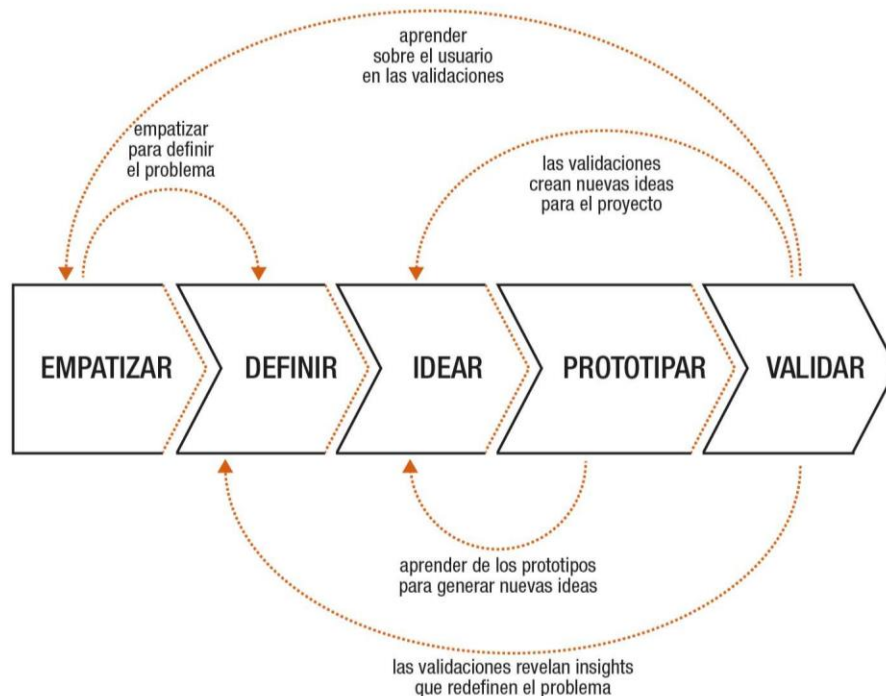 aprender
sobre el usuario
en las validaciones
empatizar
para definir
el problema
las validaciones
crean nuevas ideas
para el proyecto
EMPATIZAR
DEFINIR
IDEAR
PROTOTIPAR
VALIDAR
aprender de los prototipos
para generar nuevas ideas
las validaciones revelan insights
que redefinen el problema